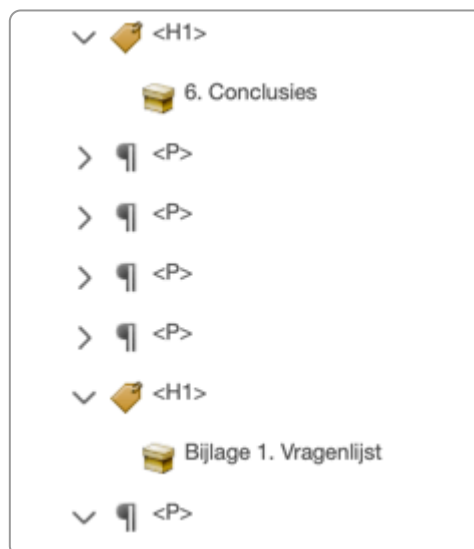 <H1>
6. Conclusies
<P>
<P>
<P>
<P>
<H1>
Bijlage 1. Vragenlijst
<P>